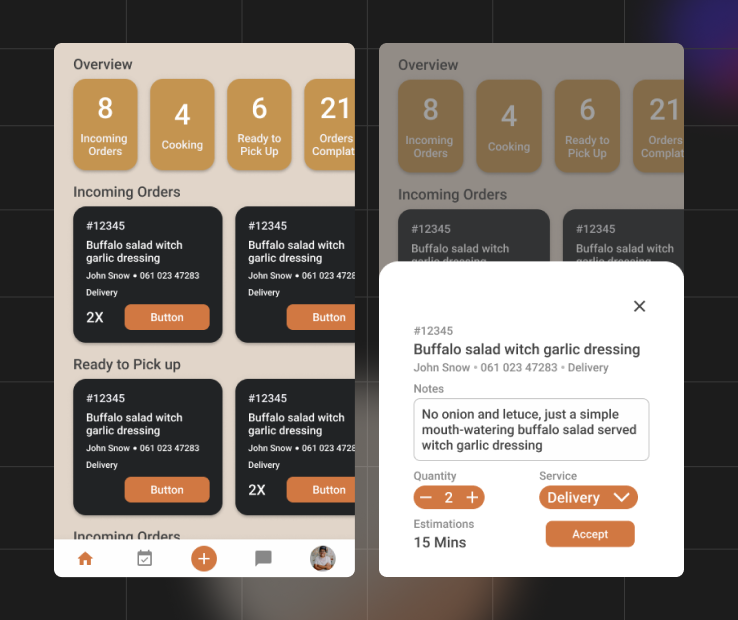 Overview
8
Incoming
Orders
4
Cooking
6
Ready to
Pick Up
21
Orders
Complat
Incoming Orders
#12345
Buffalo salad witch
garlic dressing
John Snow • 061 023 47283
Delivery
2X
Button
#12345
Buffalo salad witch
garlic dressing
John Snow • 061 023 4728
Delivery
Button
Ready to Pick up
#12345
Buffalo salad witch
garlic dressing
John Snow • 061 023 47283
Delivery
Button
#12345
Buffalo salad witch
garlic dressing
John Snow • 061 023 4728
Delivery
2X
Button
Incoming Orders
Overview
8
Incoming
Orders
4
Cooking
6
Ready to
Pick Up
21
Orders
Complat
Incoming Orders
#12345
Buffalo salad witch
garlic dressing
#12345
Buffalo salad witch
garlic dressing
#12345
Buffalo salad witch garlic dressing
John Snow • 061 023 47283 • Delivery
Notes
No onion and letuce, just a simple
mouth-watering buffalo salad served
witch garlic dressing
Quantity
2
Service
Delivery
Estimations
15 Mins
Accept